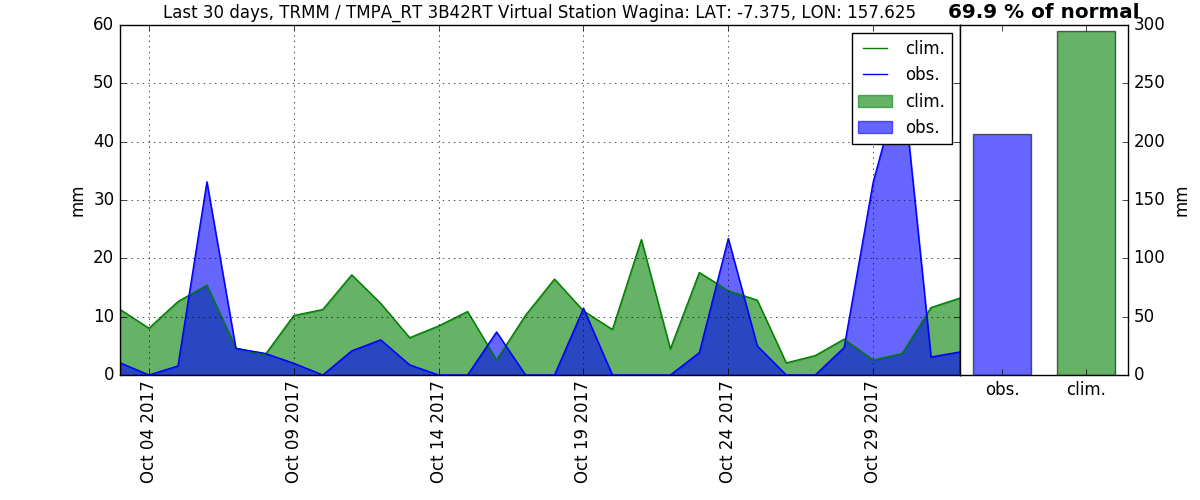 Last 30 days, TRMM / TMPA_RT 3B42RT Virtual Station Wagina: LAT: -7.375, LON: 157.625
69.9 % of normal
60
50
40
30
20
10
0
mm
clim.
obs.
clim.
obs.
Oct 04 2017
Oct 09 2017
Oct 14 2017
Oct 19 2017
Oct 24 2017
Oct 29 2017
300
250
200
150
100
50
0
mm
obs.
clim.